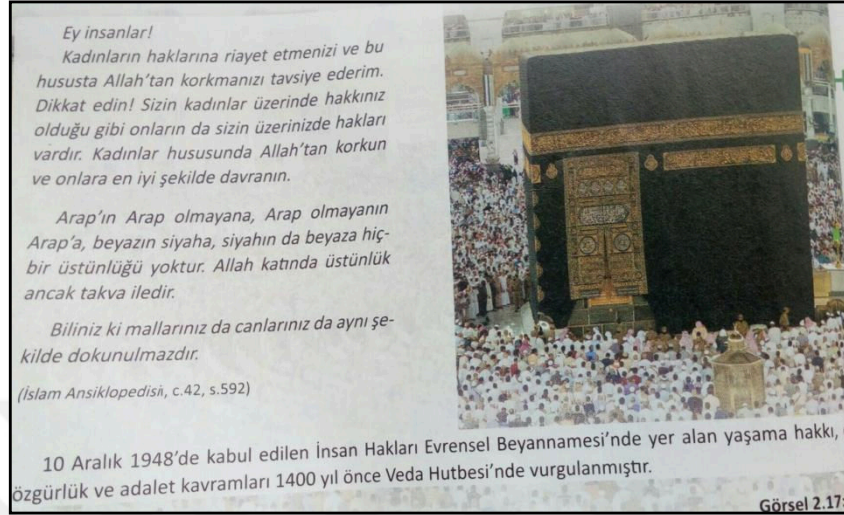 Ey insanlar!
Kadınların haklarına riayet etmenizi ve bu
hususta Allah'tan korkmanızı tavsiye ederim.
Dikkat edin! Sizin kadınlar üzerinde hakkınız
olduğu gibi onların da sizin üzerinizde hakları
vardır. Kadınlar hususunda Allah'tan korkun
ve onlara en iyi şekilde davranın.
Arap'ın Arap olmayana, Arap olmayanın
Arap'a, beyazın siyaha, siyahın da beyaza hiç-
bir üstünlüğü yoktur. Allah katında üstünlük
ancak takva iledir.
Biliniz ki mallarınız da canlarınız da aynı şe-
kilde dokunulmazdır.
(İslam Ansiklopedisi, c.42, s.592)
10 Aralık 1948'de kabul edilen İnsan Hakları Evrensel Beyannamesi'nde yer alan yaşama hakkı,
özgürlük ve adalet kavramları 1400 yıl önce Veda Hutbesi'nde vurgulanmıştır.
Görsel 2.17: